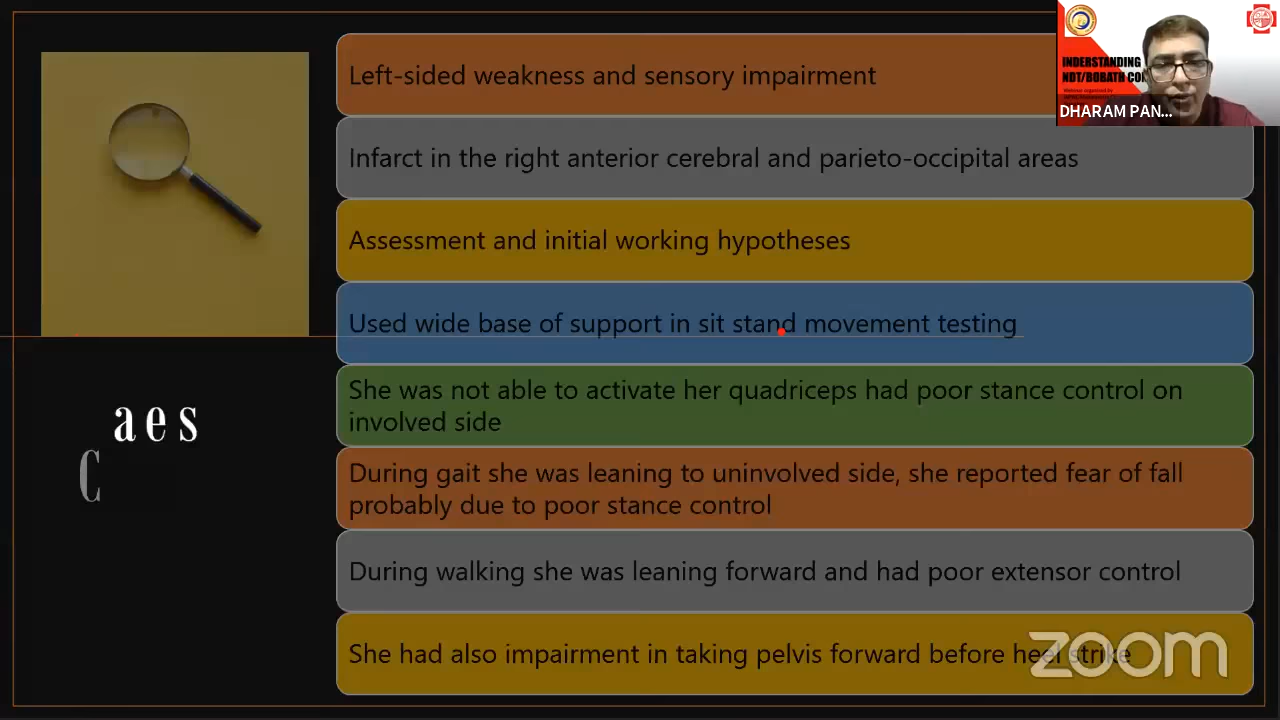 Left-sided weakness and sensory impairment
Infarct in the right anterior cerebral and parieto-occipital areas
Assessment and initial working hypotheses
Used wide base of support in sit stand movement testing
She was not able to activate her quadriceps had poor stance control on
involved side
During gait she was leaning to uninvolved side, she reported fear of fall
probably due to poor stance control
During walking she was leaning forward and had poor extensor control
She had also impairment in taking pelvis forward before heel strike
aes
C
NDERSTANDING
NDT/BOBATH CO
DHARAM PAN...
zoom